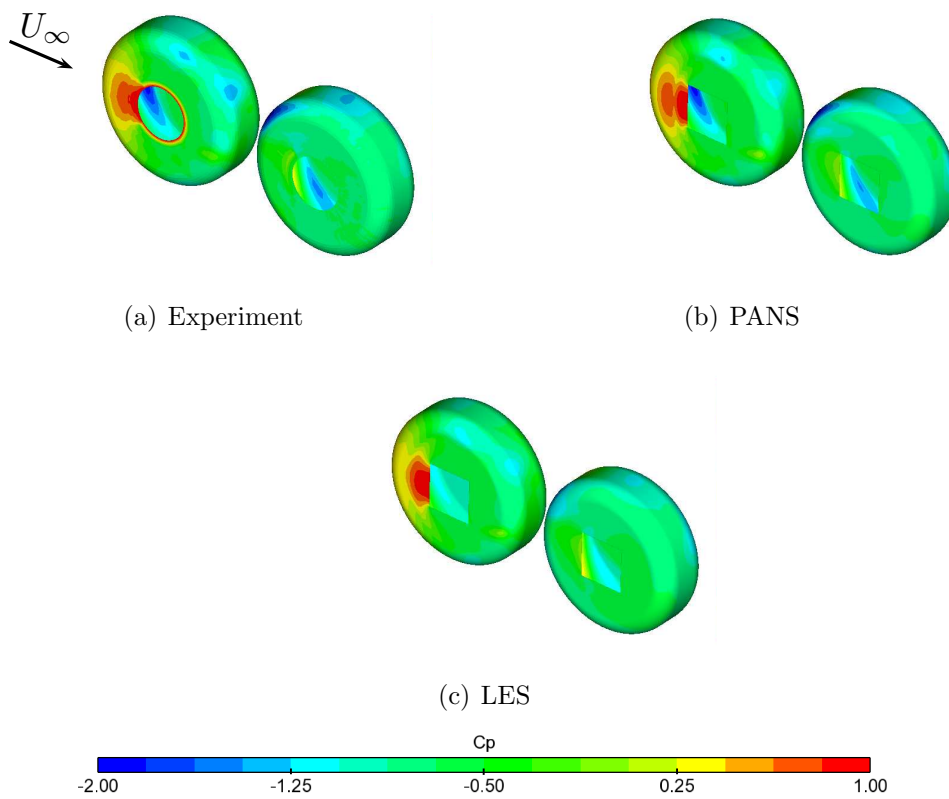 U∞
(a) Experiment
(b) PANS
(c) LES
Cp
-2.00 -1.25 -0.50 0.25 1.00